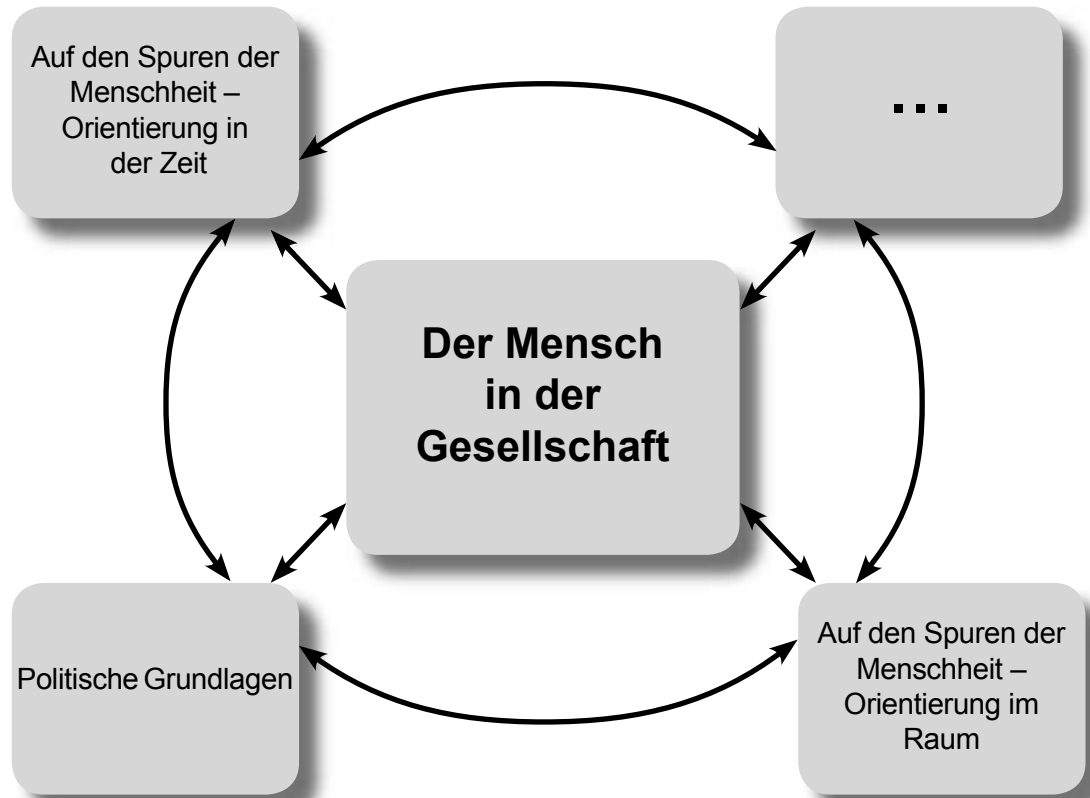 Auf den Spuren der
Menschheit –
Orientierung in
der Zeit
...
Der Mensch
in der
Gesellschaft
Politische Grundlagen
Auf den Spuren der
Menschheit –
Orientierung im
Raum